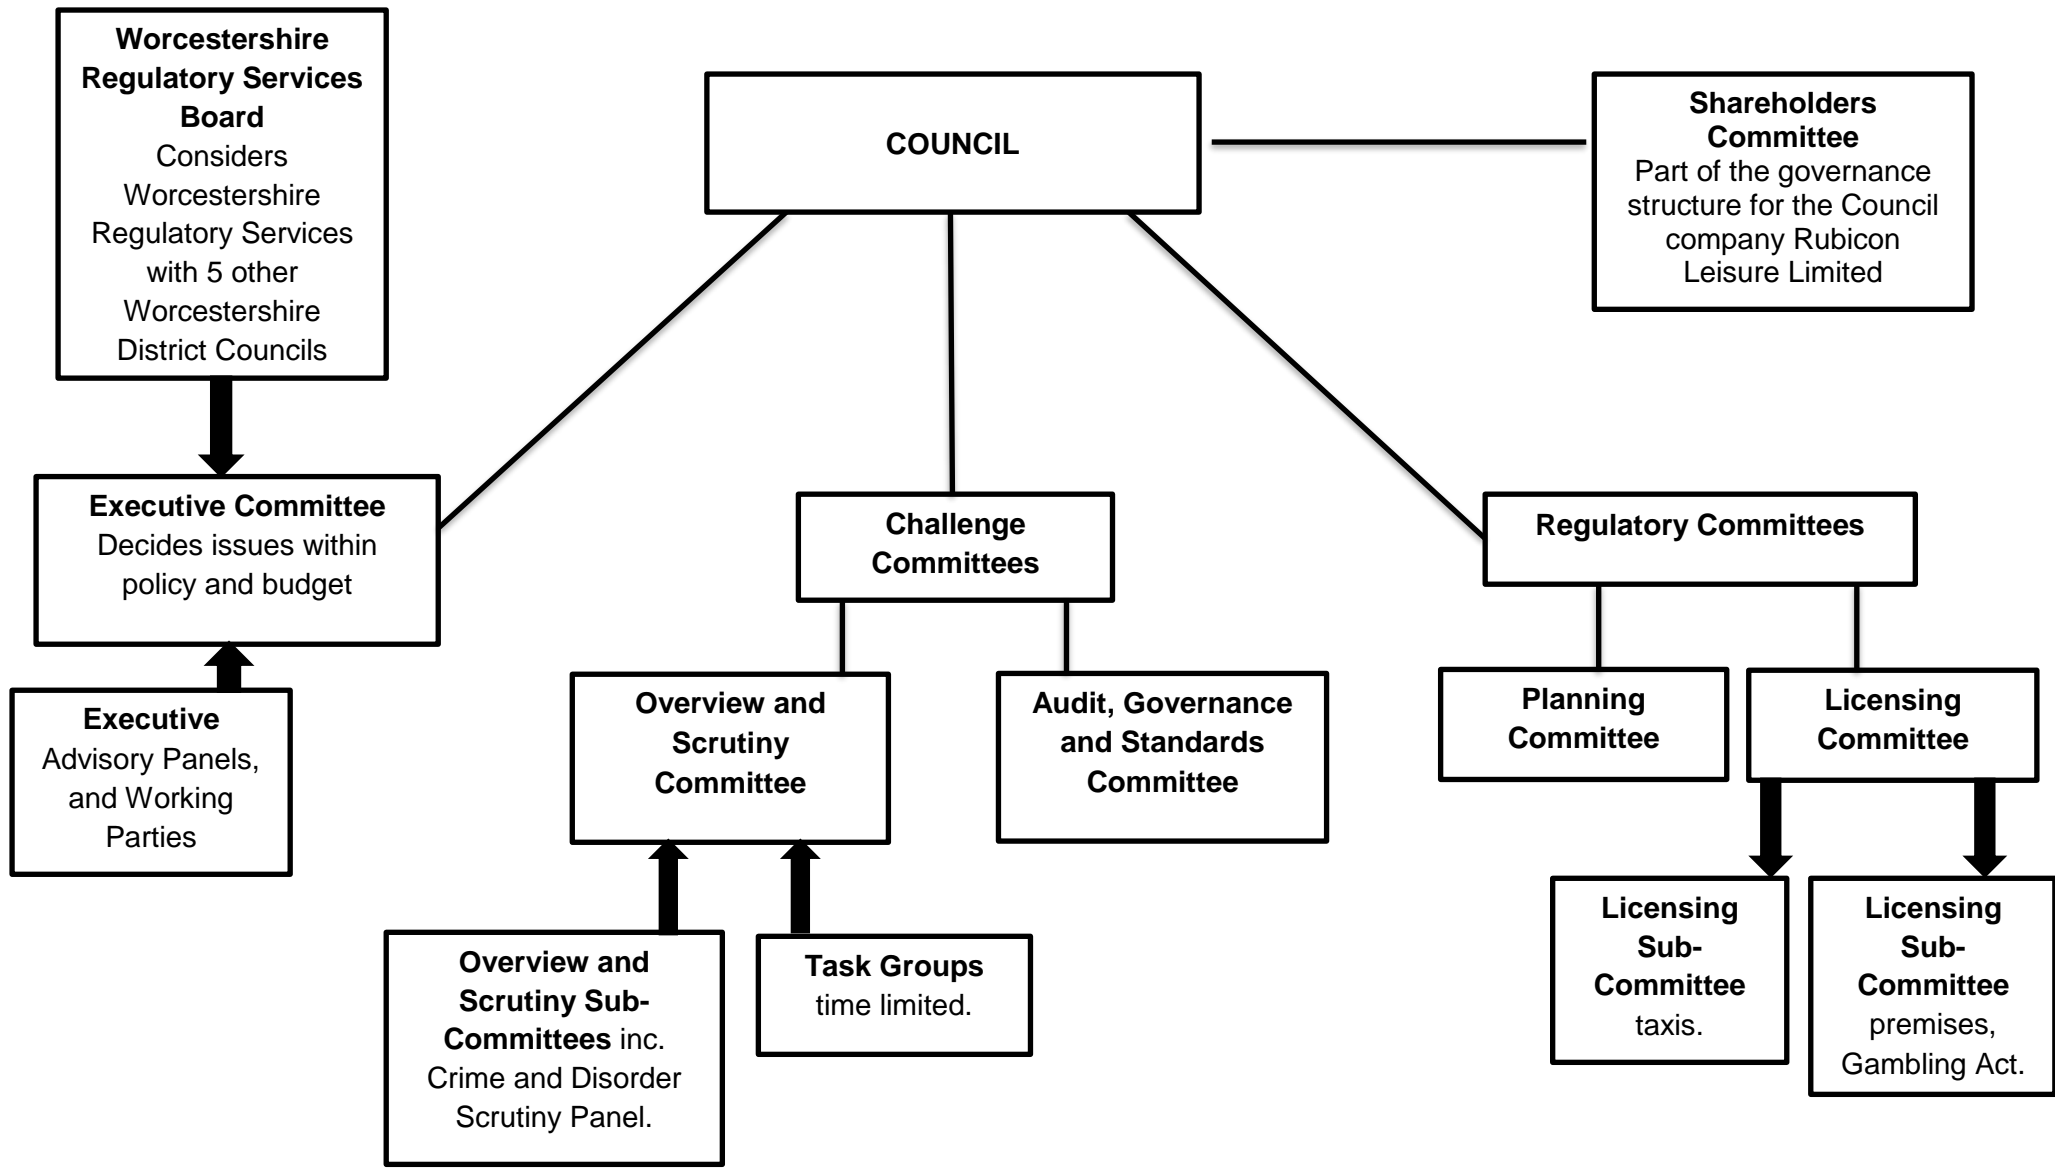 Worcestershire
Regulatory Services
Board
Considers
Worcestershire
Regulatory Services
with 5 other
Worcestershire
District Councils
COUNCIL
Shareholders
Committee
Part of the governance
structure for the Council
company Rubicon
Leisure Limited
Executive Committee
Decides issues within
policy and budget
Challenge
Committees
Regulatory Committees
Executive
Advisory Panels,
and Working
Parties
Overview and
Scrutiny
Committee
Audit, Governance
and Standards
Committee
Planning
Committee
Licensing
Committee
Overview and
Scrutiny Sub-
Committees inc.
Crime and Disorder
Scrutiny Panel.
Task Groups
time limited.
Licensing
Sub-
Committee
taxis.
Licensing
Sub-
Committee
premises,
Gambling Act.